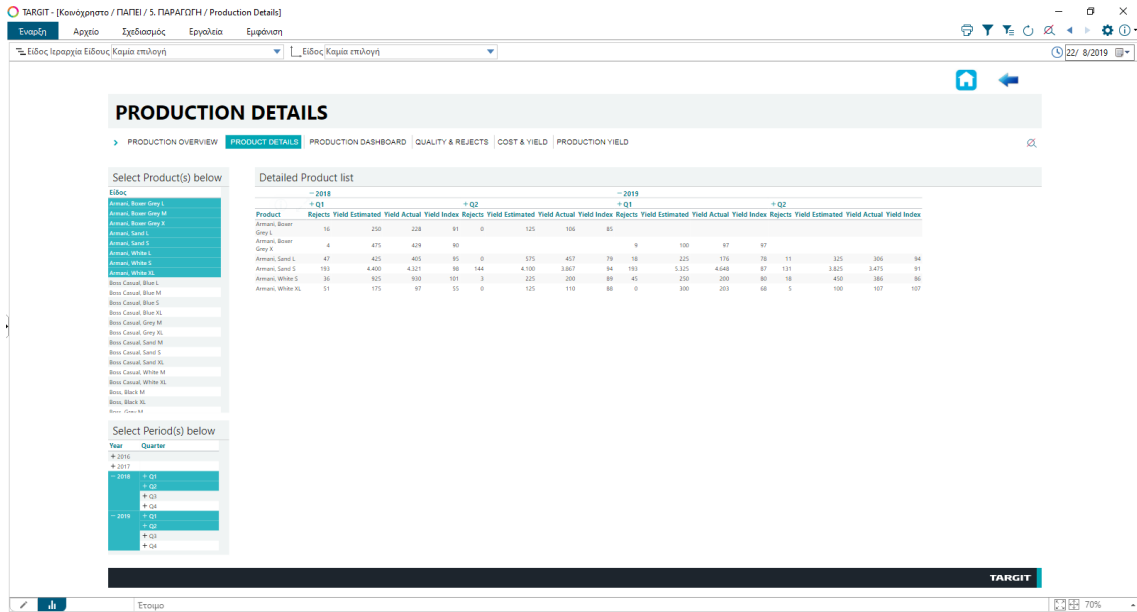 TARGIT - [Κοινόχρηστο / ΠΑΠΕΙ / 5. ΠΑΡΑΓΩΓΗ / Production Details]
Έναρξη Αρχείο Σχεδιασμός Εργαλεία Εμφάνιση
Είδος Ιεραρχία Είδους Καμία επιλογή Είδος Καμία επιλογή 22/ 8/2019
PRODUCTION DETAILS
PRODUCTION OVERVIEW PRODUCT DETAILS PRODUCTION DASHBOARD QUALITY & REJECTS COST & YIELD PRODUCTION YIELD
Select Product(s) below
Είδος
Armani, Boxer Grey L
Armani, Boxer Grey M
Armani, Boxer Grey X
Armani, Sand L
Armani, Sand S
Armani, White L
Armani, White S
Armani, White XL
Boss Casual, Blue L
Boss Casual, Blue M
Boss Casual, Blue S
Boss Casual, Blue XL
Boss Casual, Grey M
Boss Casual, Grey XL
Boss Casual, Sand M
Boss Casual, Sand S
Boss Casual, Sand XL
Boss Casual, White M
Boss Casual, White XL
Boss, Black M
Boss, Black XL
Boss, Grey M
Detailed Product list
− 2018 − 2019
+ Q1 + Q2 + Q1 + Q2
Product Rejects Yield Estimated Yield Actual Yield Index Rejects Yield Estimated Yield Actual Yield Index Rejects Yield Estimated Yield Actual Yield Index Rejects Yield Estimated Yield Actual Yield Index
Armani, Boxer
Grey L 16 250 228 91 0 125 106 85
Armani, Boxer
Grey X 4 475 429 90 9 100 97 97
Armani, Sand L 47 425 405 95 0 575 457 79 18 225 176 78 11 325 306 94
Armani, Sand S 193 4.400 4.321 98 144 4.100 3.867 94 193 5.325 4.648 87 131 3.825 3.475 91
Armani, White S 36 925 930 101 3 225 200 89 45 250 200 80 18 450 386 86
Armani, White XL 51 175 97 55 0 125 110 88 0 300 203 68 5 100 107 107
Select Period(s) below
Year Quarter
+ 2016
+ 2017
− 2018 + Q1
+ Q2
+ Q3
+ Q4
− 2019 + Q1
+ Q2
+ Q3
+ Q4
TARGIT
Έτοιμο 70%